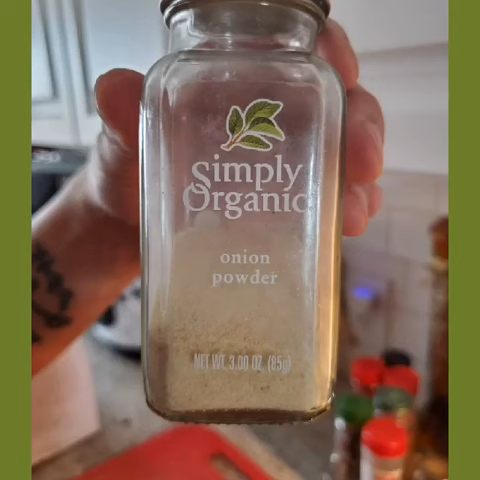 Simply
Organic
onion
powder
NET WT. 3.00 OZ. (85g)